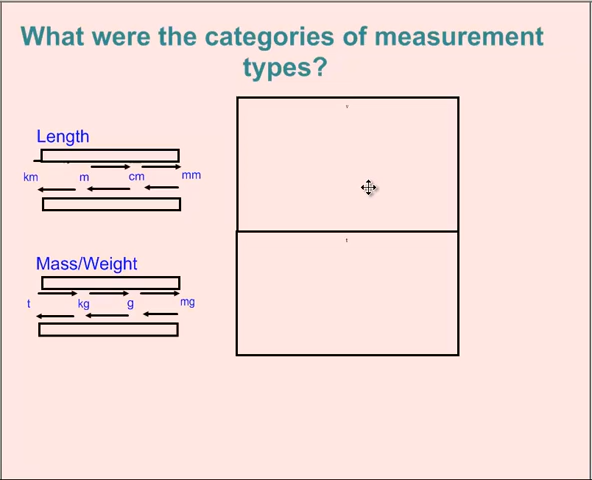 What were the categories of measurement
types?
Length
km m cm mm
Mass/Weight
t kg g mg